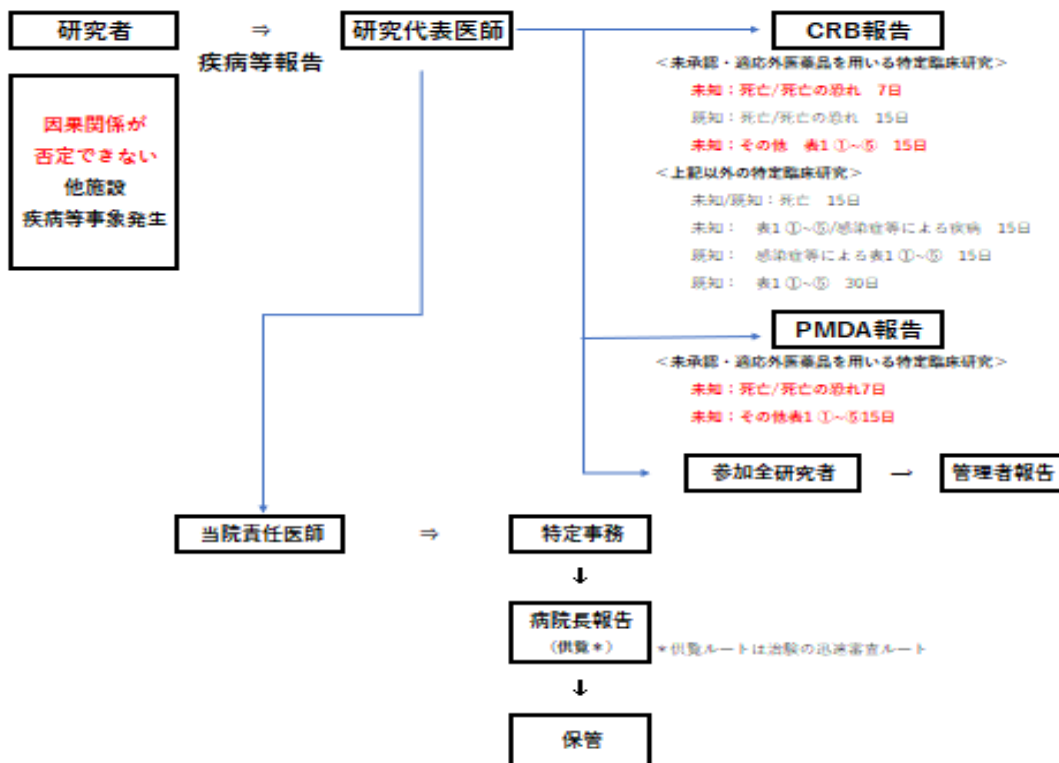 研究者 ⇒ 研究代表医師
疾病等報告
因果関係が
否定できない
他施設
疾病等事象発生
CRB報告
＜未承認・適応外医薬品を用いる特定臨床研究＞
未知：死亡/死亡の恐れ　7日
既知：死亡/死亡の恐れ　15日
未知：その他　表1 ①~⑤　15日
＜上記以外の特定臨床研究＞
未知/既知：死亡　15日
未知：　表1 ①~⑤/感染症等による疾病　15日
既知：　感染症等による表1 ①~⑤　15日
既知：　表1 ①~⑤　30日
PMDA報告
＜未承認・適応外医薬品を用いる特定臨床研究＞
未知：死亡/死亡の恐れ7日
未知：その他表1 ①~⑤15日
参加全研究者 → 管理者報告
当院責任医師 ⇒ 特定事務
↓
病院長報告
（供覧＊）
＊供覧ルートは治験の迅速審査ルート
↓
保管